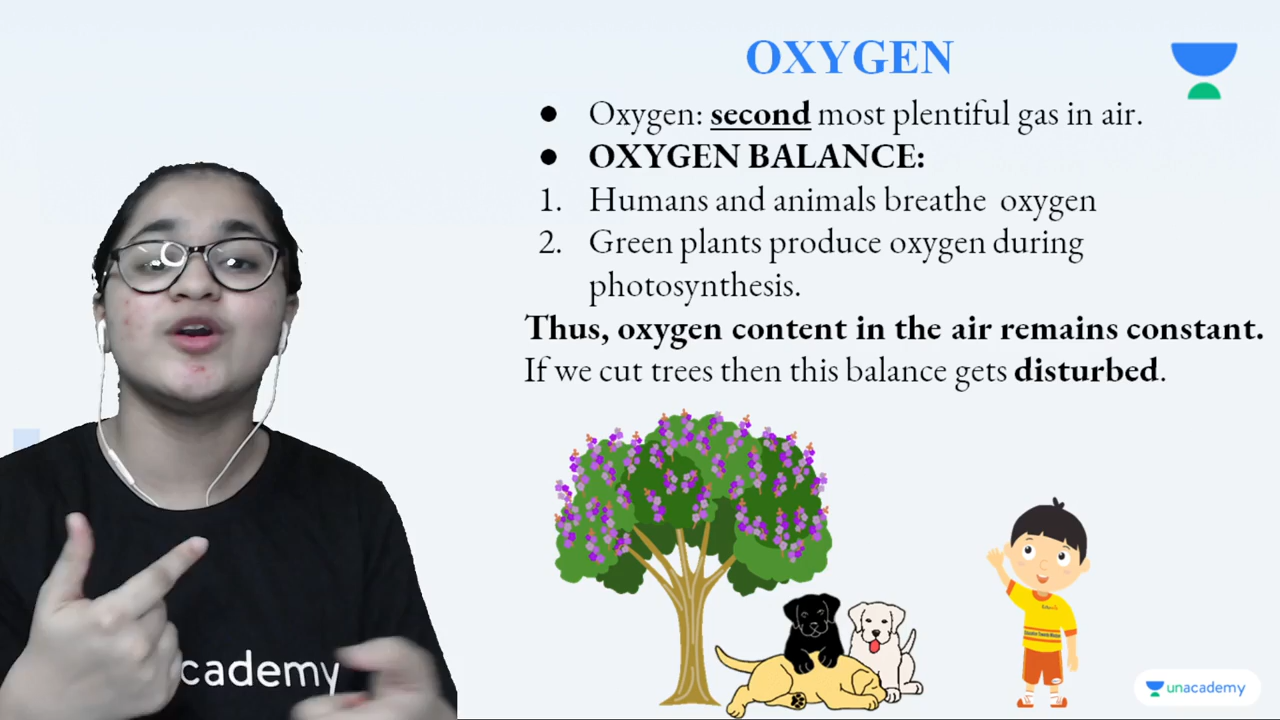 OXYGEN
● Oxygen: second most plentiful gas in air.
● OXYGEN BALANCE:
1. Humans and animals breathe oxygen
2. Green plants produce oxygen during
photosynthesis.
Thus, oxygen content in the air remains constant.
If we cut trees then this balance gets disturbed.
cademy
unacademy